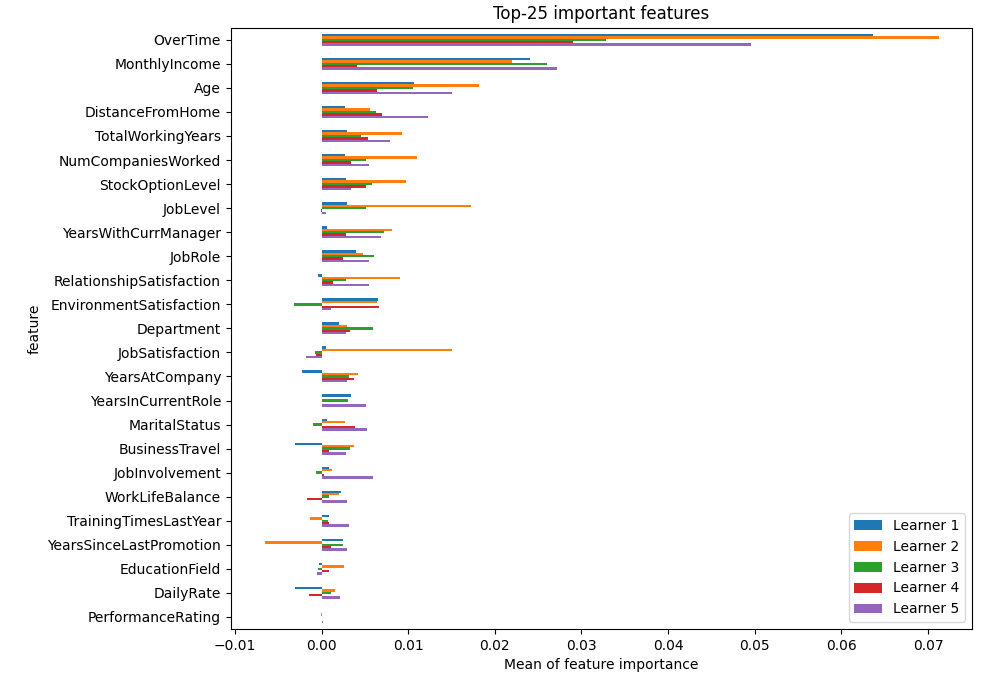 Top-25 important features
OverTime
MonthlyIncome
Age
DistanceFromHome
TotalWorkingYears
NumCompaniesWorked
StockOptionLevel
JobLevel
YearsWithCurrManager
JobRole
RelationshipSatisfaction
EnvironmentSatisfaction
Department
JobSatisfaction
YearsAtCompany
YearsInCurrentRole
MaritalStatus
BusinessTravel
JobInvolvement
WorkLifeBalance
TrainingTimesLastYear
YearsSinceLastPromotion
EducationField
DailyRate
PerformanceRating
feature
Learner 1
Learner 2
Learner 3
Learner 4
Learner 5
−0.01 0.00 0.01 0.02 0.03 0.04 0.05 0.06 0.07
Mean of feature importance